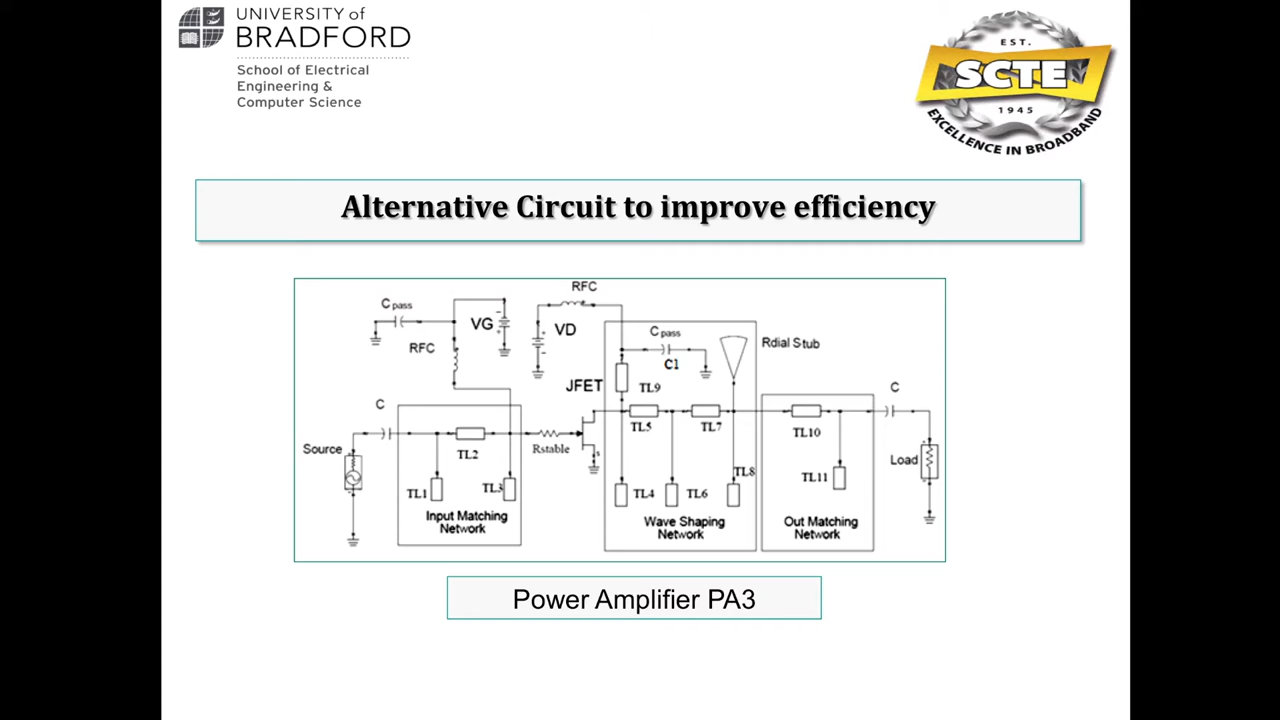 UNIVERSITY of
BRADFORD
School of Electrical
Engineering &
Computer Science
EST.
SCTE
1945
EXCELLENCE IN BROADBAND
Alternative Circuit to improve efficiency
RFC
C pass
VG
VD
C pass
Rdial Stub
RFC
C1
JFET
TL9
C
C
TL5
TL7
TL10
Source
TL2
Rstable
s
Load
TL8
TL11
TL1
TL3
TL4
TL6
Input Matching
Network
Wave Shaping
Network
Out Matching
Network
Power Amplifier PA3